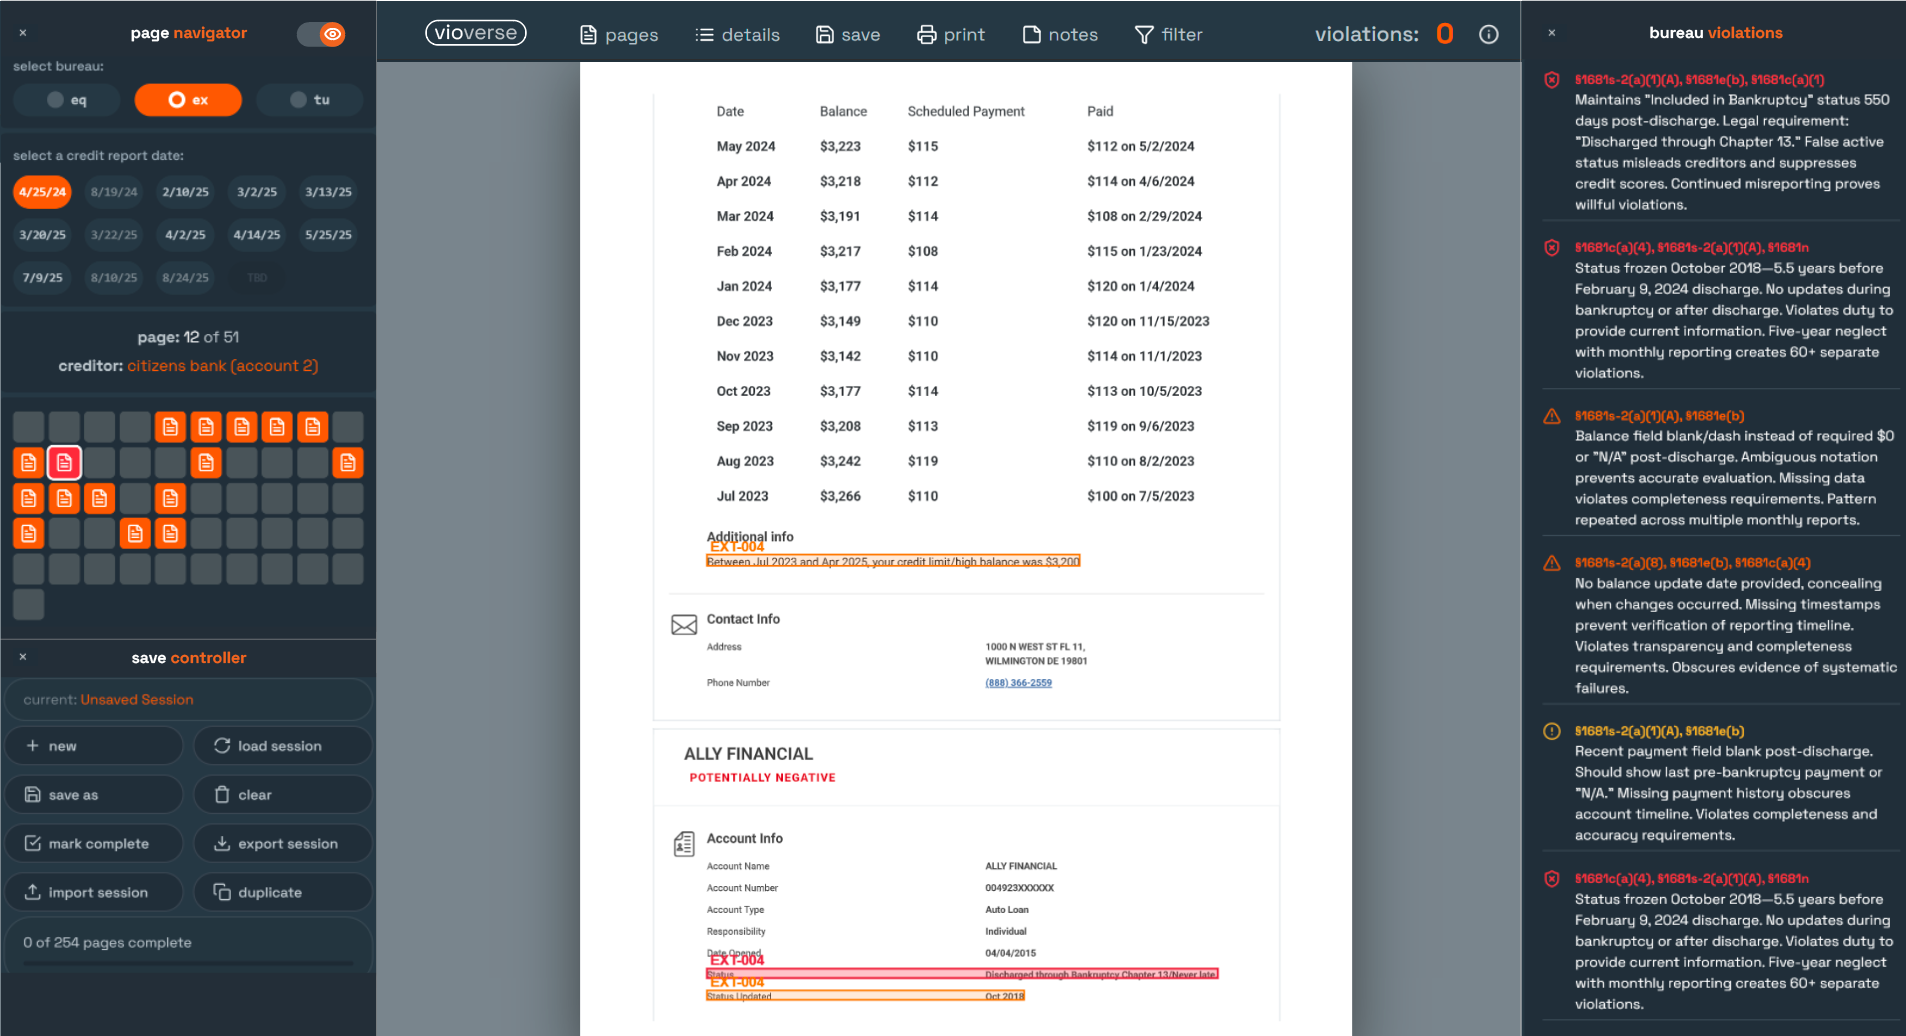 × page navigator
select bureau:
eq ex tu
select a credit report date:
4/25/24 8/19/24 2/10/25 3/2/25 3/13/25
3/20/25 3/22/25 4/2/25 4/14/25 5/25/25
7/9/25 8/10/25 8/24/25 TBD
page: 12 of 51
creditor: citizens bank (account 2)
× save controller
current: Unsaved Session
new load session
save as clear
mark complete export session
import session duplicate
0 of 254 pages complete
vioverse pages details save print notes filter violations: 0
Date Balance Scheduled Payment Paid
May 2024 $3,223 $115 $112 on 5/2/2024
Apr 2024 $3,218 $112 $114 on 4/6/2024
Mar 2024 $3,191 $114 $108 on 2/29/2024
Feb 2024 $3,217 $108 $115 on 1/23/2024
Jan 2024 $3,177 $114 $120 on 1/4/2024
Dec 2023 $3,149 $110 $120 on 11/15/2023
Nov 2023 $3,142 $110 $114 on 11/1/2023
Oct 2023 $3,177 $114 $113 on 10/5/2023
Sep 2023 $3,208 $113 $119 on 9/6/2023
Aug 2023 $3,242 $119 $110 on 8/2/2023
Jul 2023 $3,266 $110 $100 on 7/5/2023
Additional info
EXT-004
Between Jul 2023 and Apr 2025, your credit limit/high balance was $3,200
Contact Info
Address 1000 N WEST ST FL 11,
WILMINGTON DE 19801
Phone Number (888) 366-2559
ALLY FINANCIAL
POTENTIALLY NEGATIVE
Account Info
Account Name ALLY FINANCIAL
Account Number 004923XXXXXX
Account Type Auto Loan
Responsibility Individual
Date Opened 04/04/2015
EXT-004
Status Discharged through Bankruptcy Chapter 13/Never late
EXT-004
Status Updated Oct 2018
× bureau violations
§1681s-2(a)(1)(A), §1681e(b), §1681c(a)(1)
Maintains "Included in Bankruptcy" status 550
days post-discharge. Legal requirement:
"Discharged through Chapter 13." False active
status misleads creditors and suppresses
credit scores. Continued misreporting proves
willful violations.
§1681c(a)(4), §1681s-2(a)(1)(A), §1681n
Status frozen October 2018—5.5 years before
February 9, 2024 discharge. No updates during
bankruptcy or after discharge. Violates duty to
provide current information. Five-year neglect
with monthly reporting creates 60+ separate
violations.
§1681s-2(a)(1)(A), §1681e(b)
Balance field blank/dash instead of required $0
or "N/A" post-discharge. Ambiguous notation
prevents accurate evaluation. Missing data
violates completeness requirements. Pattern
repeated across multiple monthly reports.
§1681s-2(a)(8), §1681e(b), §1681c(a)(4)
No balance update date provided, concealing
when changes occurred. Missing timestamps
prevent verification of reporting timeline.
Violates transparency and completeness
requirements. Obscures evidence of systematic
failures.
§1681s-2(a)(1)(A), §1681e(b)
Recent payment field blank post-discharge.
Should show last pre-bankruptcy payment or
"N/A." Missing payment history obscures
account timeline. Violates completeness and
accuracy requirements.
§1681c(a)(4), §1681s-2(a)(1)(A), §1681n
Status frozen October 2018—5.5 years before
February 9, 2024 discharge. No updates during
bankruptcy or after discharge. Violates duty to
provide current information. Five-year neglect
with monthly reporting creates 60+ separate
violations.